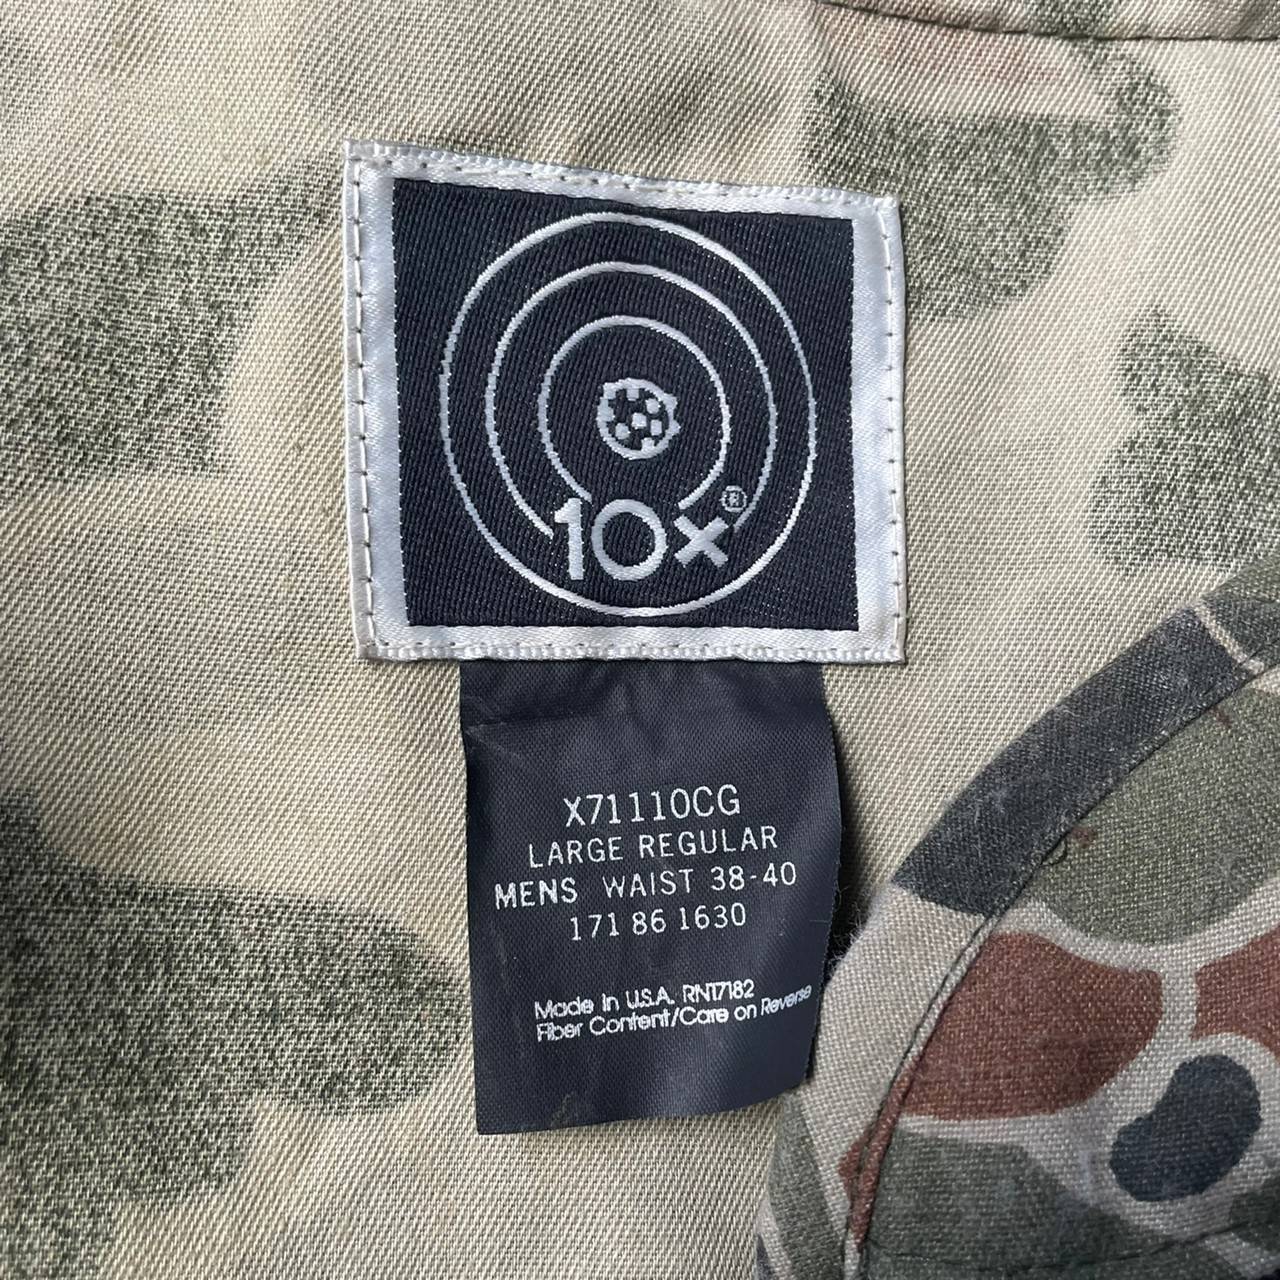 10x®
X71110CG
LARGE REGULAR
MENS WAIST 38-40
171 86 1630
Made in U.S.A. RN17182
Fiber Content/Care on Reverse